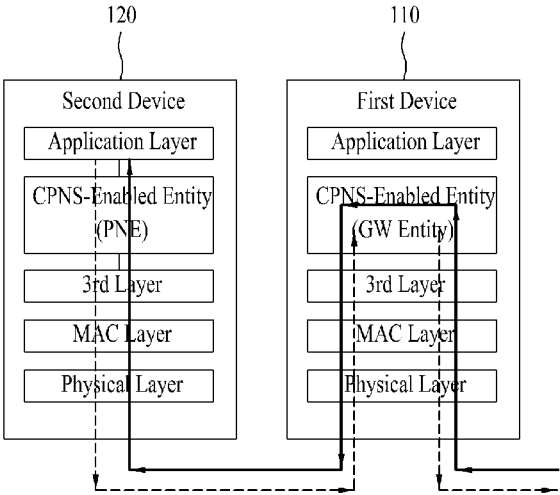 120
110
Second Device
Application Layer
CPNS-Enabled Entity
(PNE)
3rd Layer
MAC Layer
Physical Layer
First Device
Application Layer
CPNS-Enabled Entity
(GW Entity)
3rd Layer
MAC Layer
Physical Layer